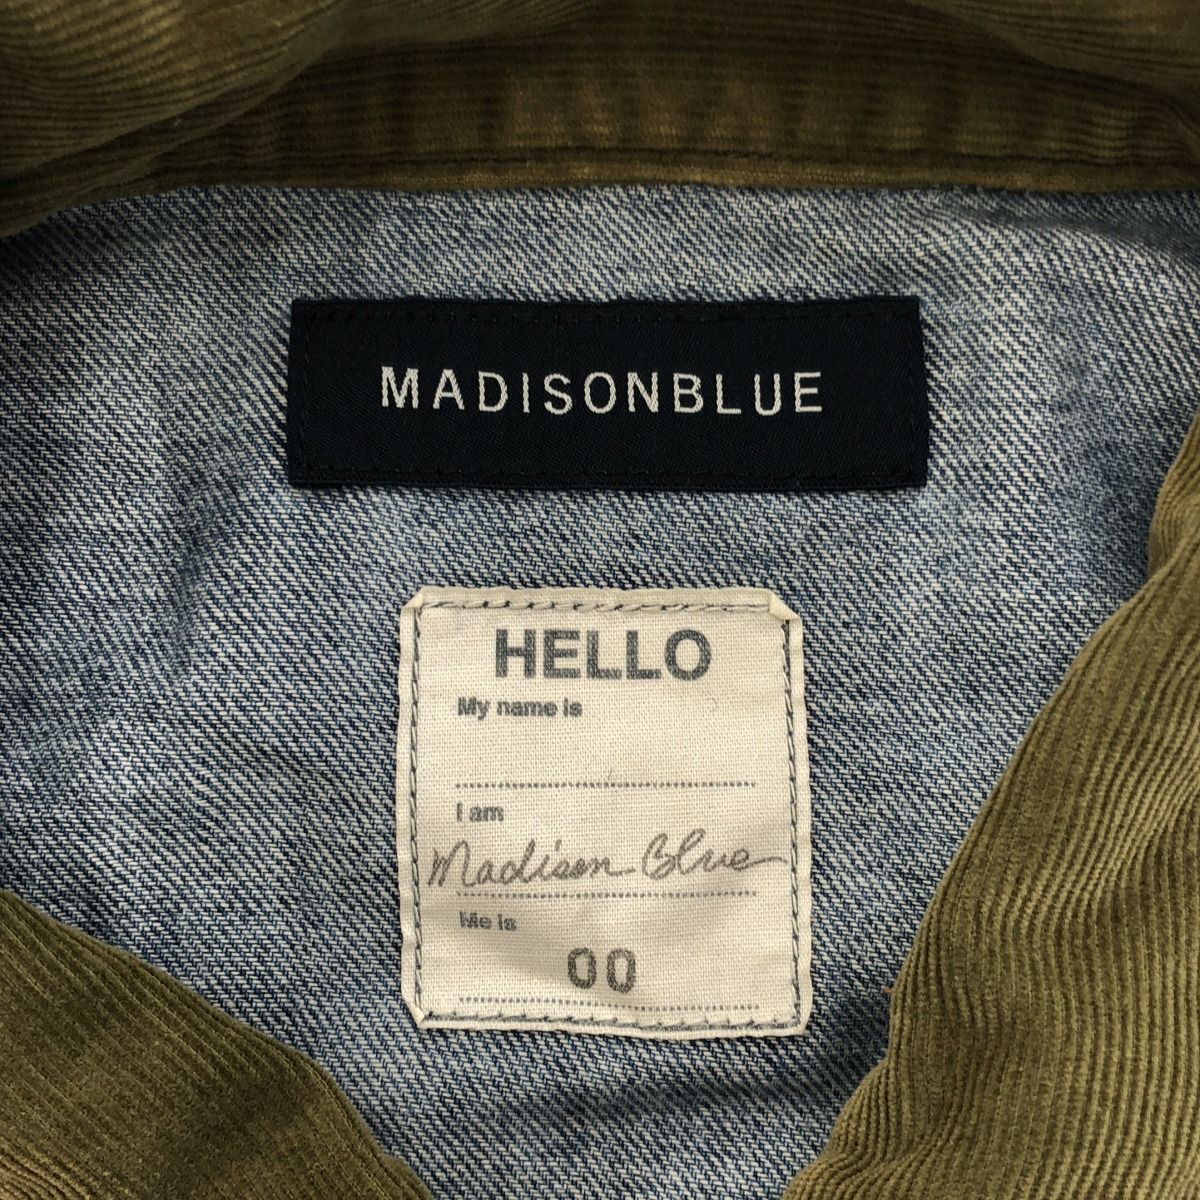 MADISONBLUE
HELLO
My name is
I am
Madison Blue
Me is
00